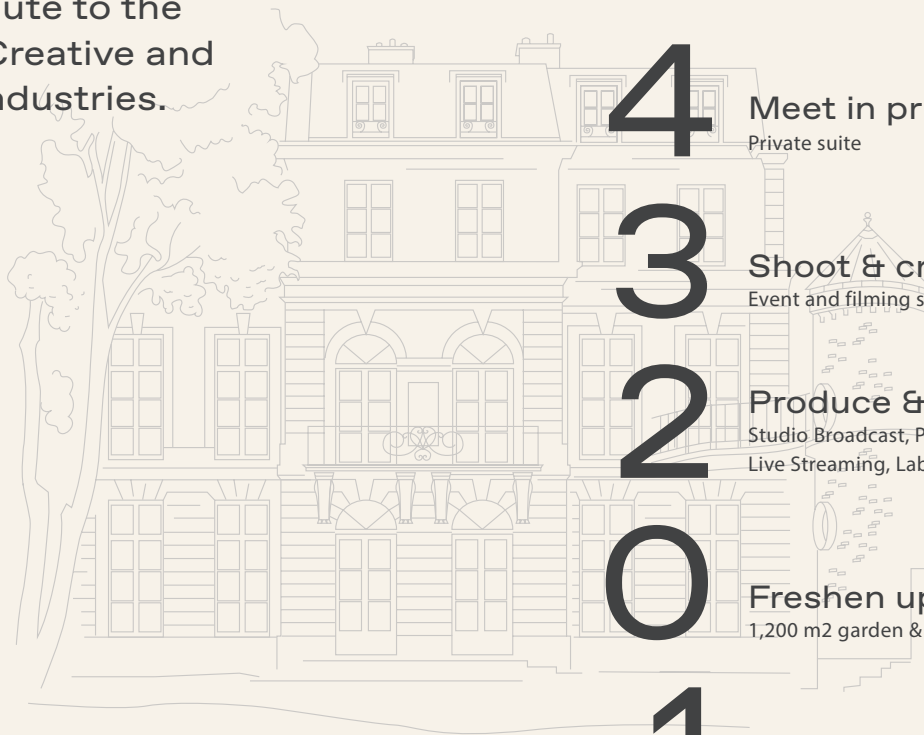 ute to the
Creative and
ndustries.
4
Meet in pr
Private suite
3
Shoot & cr
Event and filming s
2
Produce &
Studio Broadcast, P
Live Streaming, Lab
0
Freshen up
1,200 m2 garden &
1